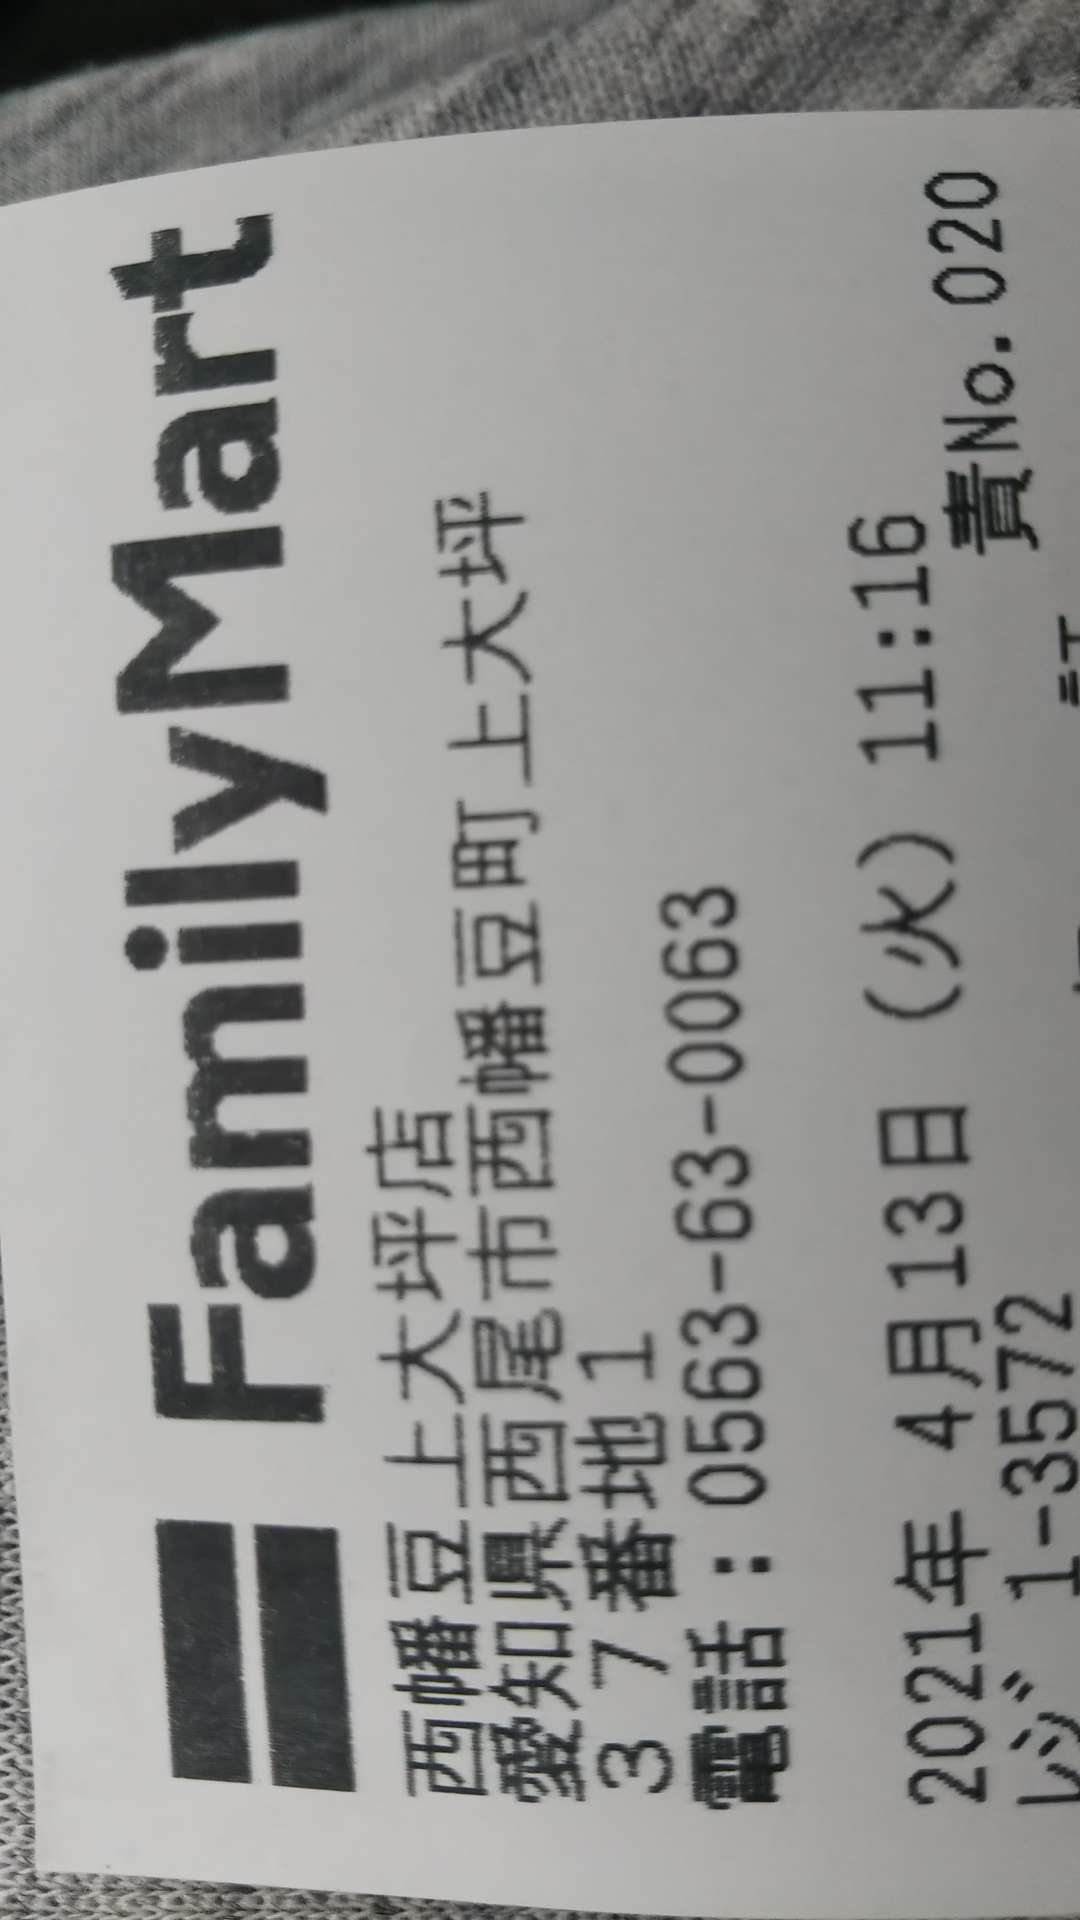 FamilyMart
西幡豆上大坪店
愛知県西尾市西幡豆町上大坪
37番地1
電話:0563-63-0063
2021年 4月13日 (火) 11:16
レジ 1-3572 責No.020